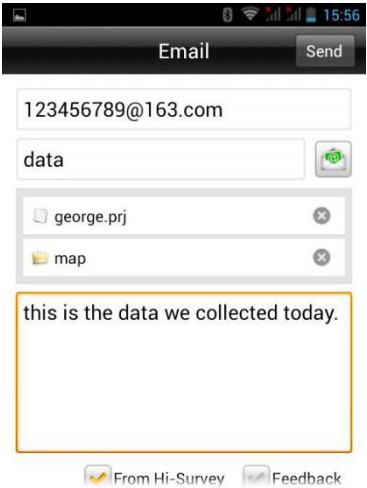 15:56
Email
Send
123456789@163.com
data
george.prj
map
this is the data we collected today.
From Hi-Survey
Feedback